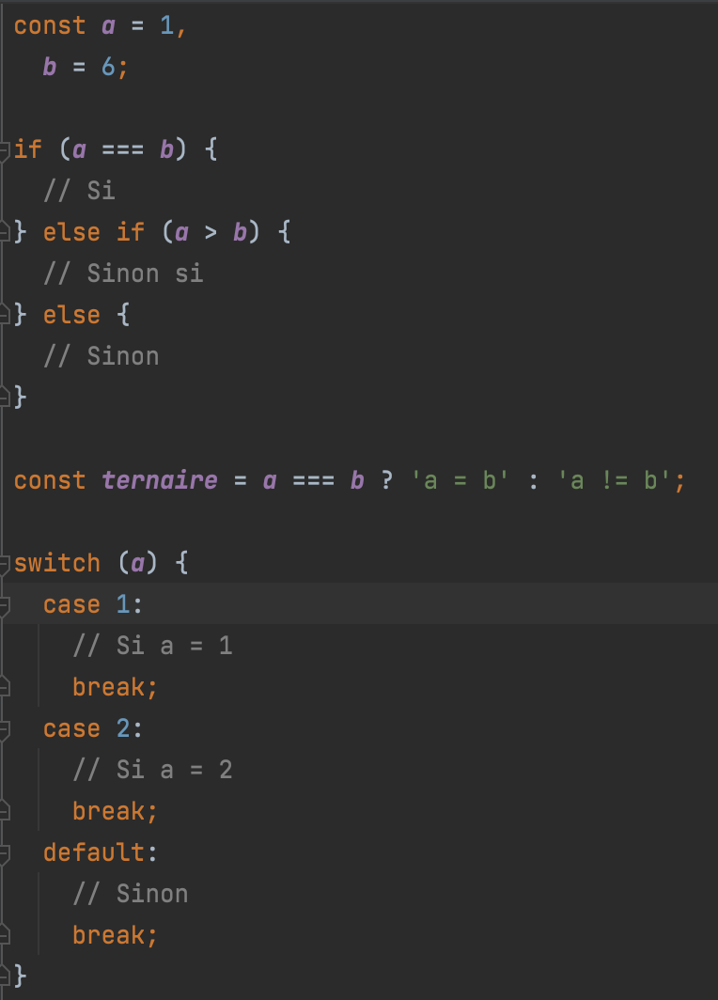 const a = 1,
  b = 6;

if (a === b) {
  // Si
} else if (a > b) {
  // Sinon si
} else {
  // Sinon
}

const ternaire = a === b ? 'a = b' : 'a != b';

switch (a) {
  case 1:
    // Si a = 1
    break;
  case 2:
    // Si a = 2
    break;
  default:
    // Sinon
    break;
}